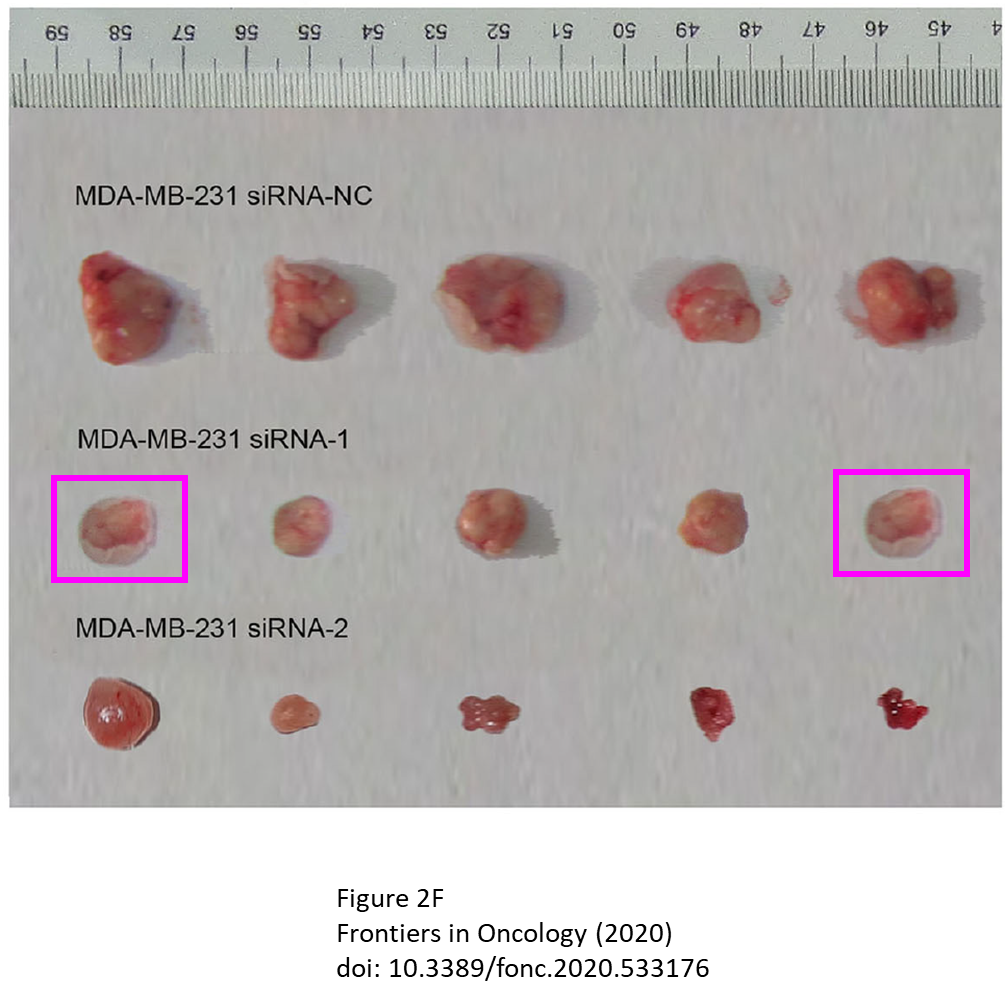 59 58 57 56 55 54 53 52 51 50 49 48 47 46 45 4
MDA-MB-231 siRNA-NC
MDA-MB-231 siRNA-1
MDA-MB-231 siRNA-2
Figure 2F
Frontiers in Oncology (2020)
doi: 10.3389/fonc.2020.533176